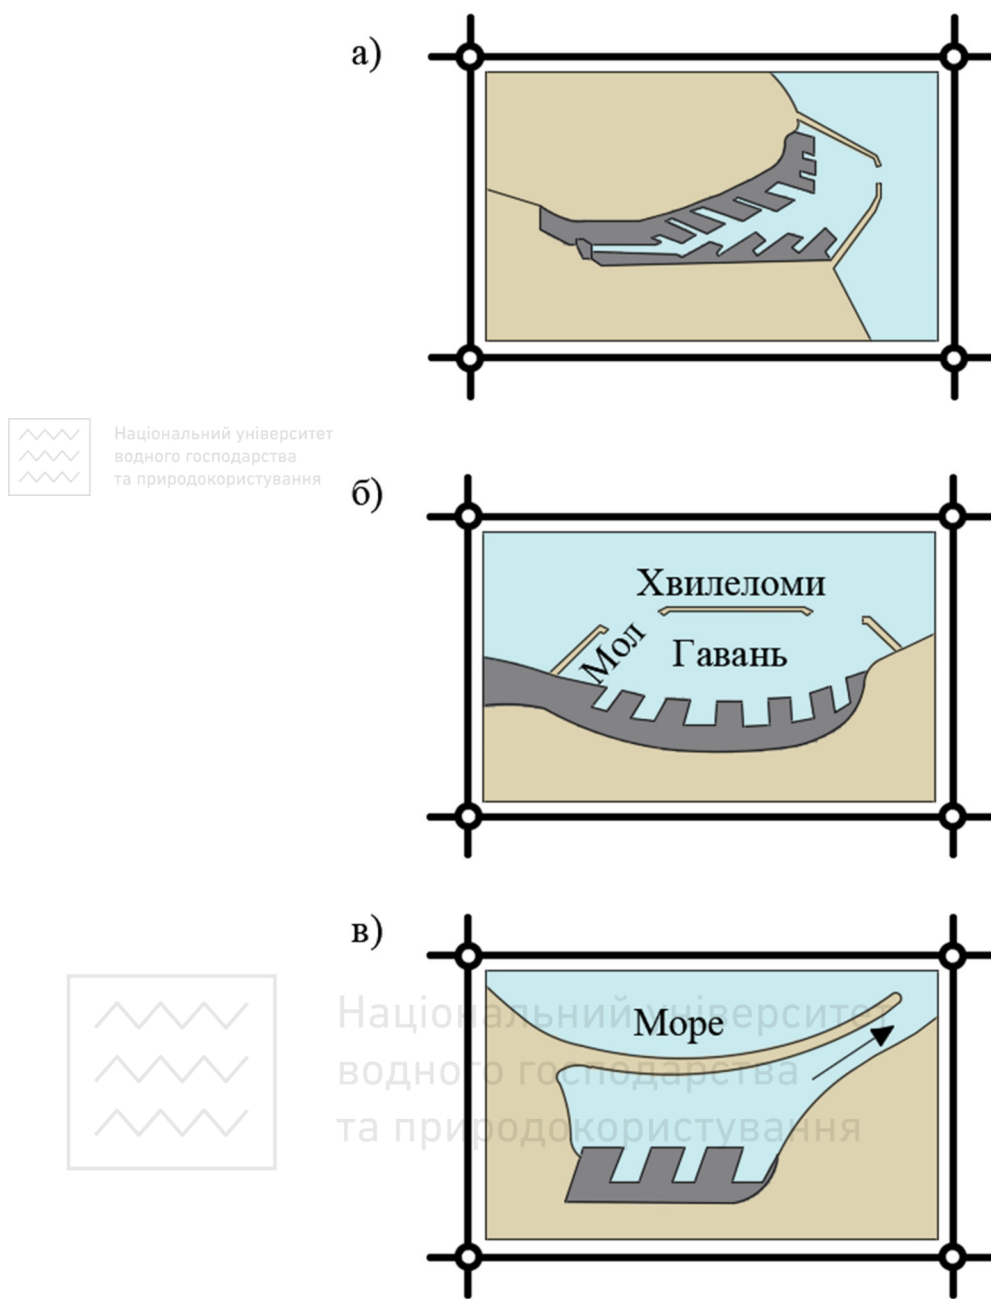 а)
Національний університет
водного господарства
та природокористування
б)
Хвилеломи
Мол
Гавань
в)
Національний університет
Море
водного господарства
та природокористування